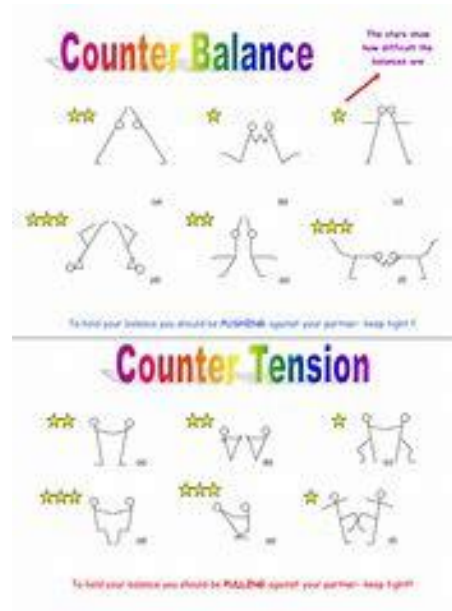 Counter Balance
The stars show
how difficult the
balances are
(a)
(b)
(c)
(d)
(e)
(f)
To hold your balance you should be PUSHING against your partner- keep tight!!
Counter Tension
(a)
(b)
(c)
(d)
(e)
(f)
To hold your balance you should be PULLING against your partner- keep tight!!